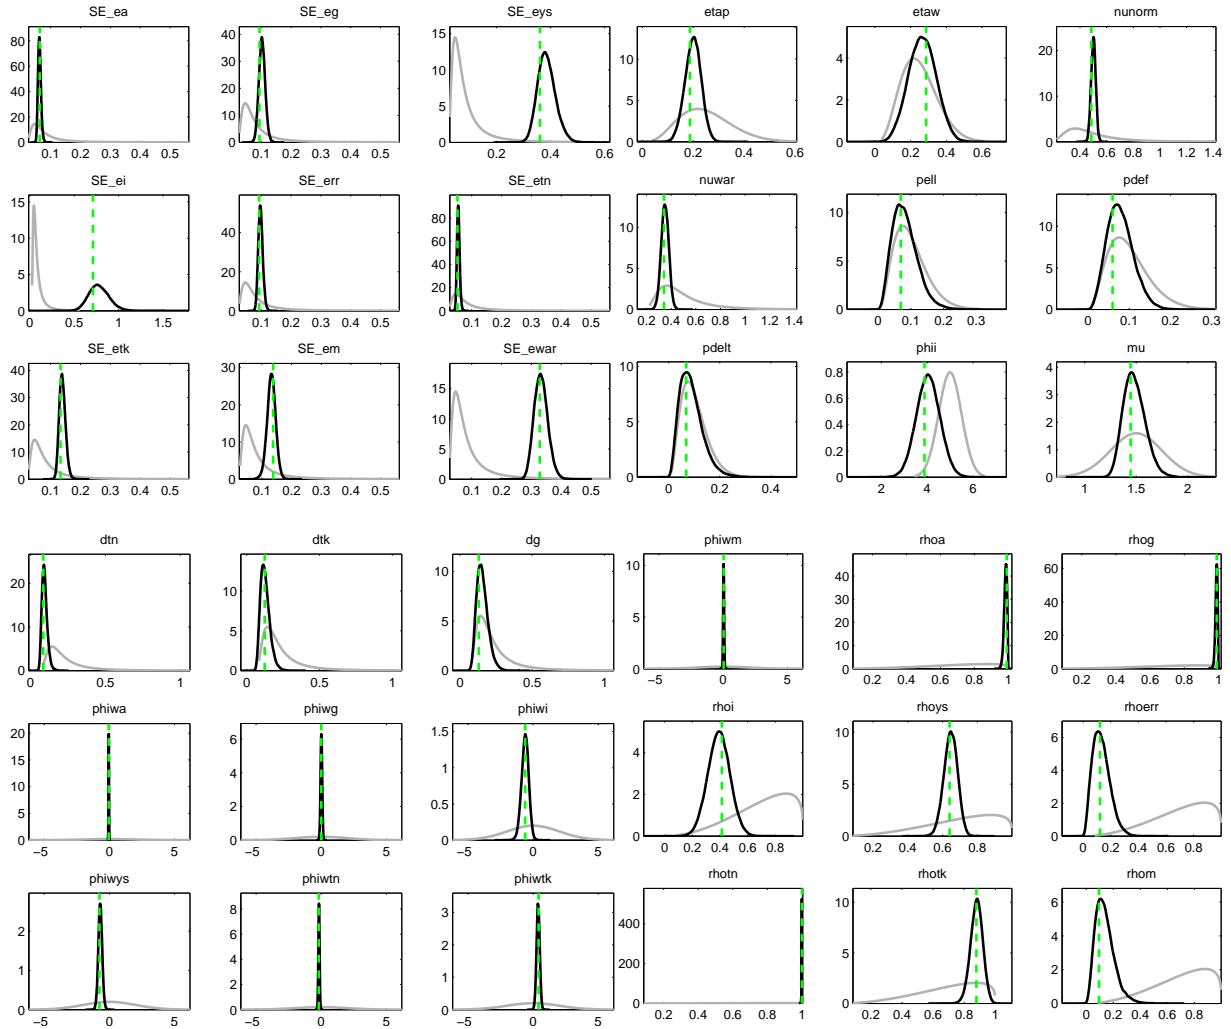 SE_ea SE_eg SE_eys etap etaw nunorm
80 60 40 20 0
0.1 0.2 0.3 0.4 0.5
40 30 20 10 0
0.1 0.2 0.3 0.4 0.5
15 10 5 0
0.2 0.4 0.6
10 5 0
0 0.2 0.4 0.6
4 2 0
0 0.2 0.4 0.6
20 10 0
0.4 0.6 0.8 1 1.2 1.4
SE_ei SE_err SE_etn nuwar pell pdef
15 10 5 0
0 0.5 1 1.5
40 20 0
0.1 0.2 0.3 0.4 0.5
80 60 40 20 0
0.1 0.2 0.3 0.4 0.5
10 5 0
0.2 0.4 0.6 0.8 1 1.2 1.4
10 5 0
0 0.1 0.2 0.3
10 5 0
0 0.1 0.2 0.3
SE_etk SE_em SE_ewar pdelt phii mu
40 30 20 10 0
0.1 0.2 0.3 0.4 0.5
30 20 10 0
0.1 0.2 0.3 0.4 0.5
15 10 5 0
0.1 0.2 0.3 0.4 0.5
10 5 0
0 0.2 0.4
0.8 0.6 0.4 0.2 0
2 4 6
4 3 2 1 0
1 1.5 2
dtn dtk dg phiwm rhoa rhog
20 10 0
0 0.5 1
10 5 0
0 0.5 1
10 5 0
0 0.5 1
10 5 0
−5 0 5
40 30 20 10 0
0.2 0.4 0.6 0.8 1
60 40 20 0
0.2 0.4 0.6 0.8 1
phiwa phiwg phiwi rhoi rhoys rhoerr
20 15 10 5 0
−5 0 5
6 4 2 0
−5 0 5
1.5 1 0.5 0
−5 0 5
4 2 0
0 0.2 0.4 0.6 0.8
10 5 0
0.2 0.4 0.6 0.8
6 4 2 0
0 0.2 0.4 0.6 0.8
phiwys phiwtn phiwtk rhotn rhotk rhom
2 1 0
−5 0 5
8 6 4 2 0
−5 0 5
3 2 1 0
−5 0 5
400 200 0
0.2 0.4 0.6 0.8 1
10 5 0
0.2 0.4 0.6 0.8 1
6 4 2 0
0 0.2 0.4 0.6 0.8